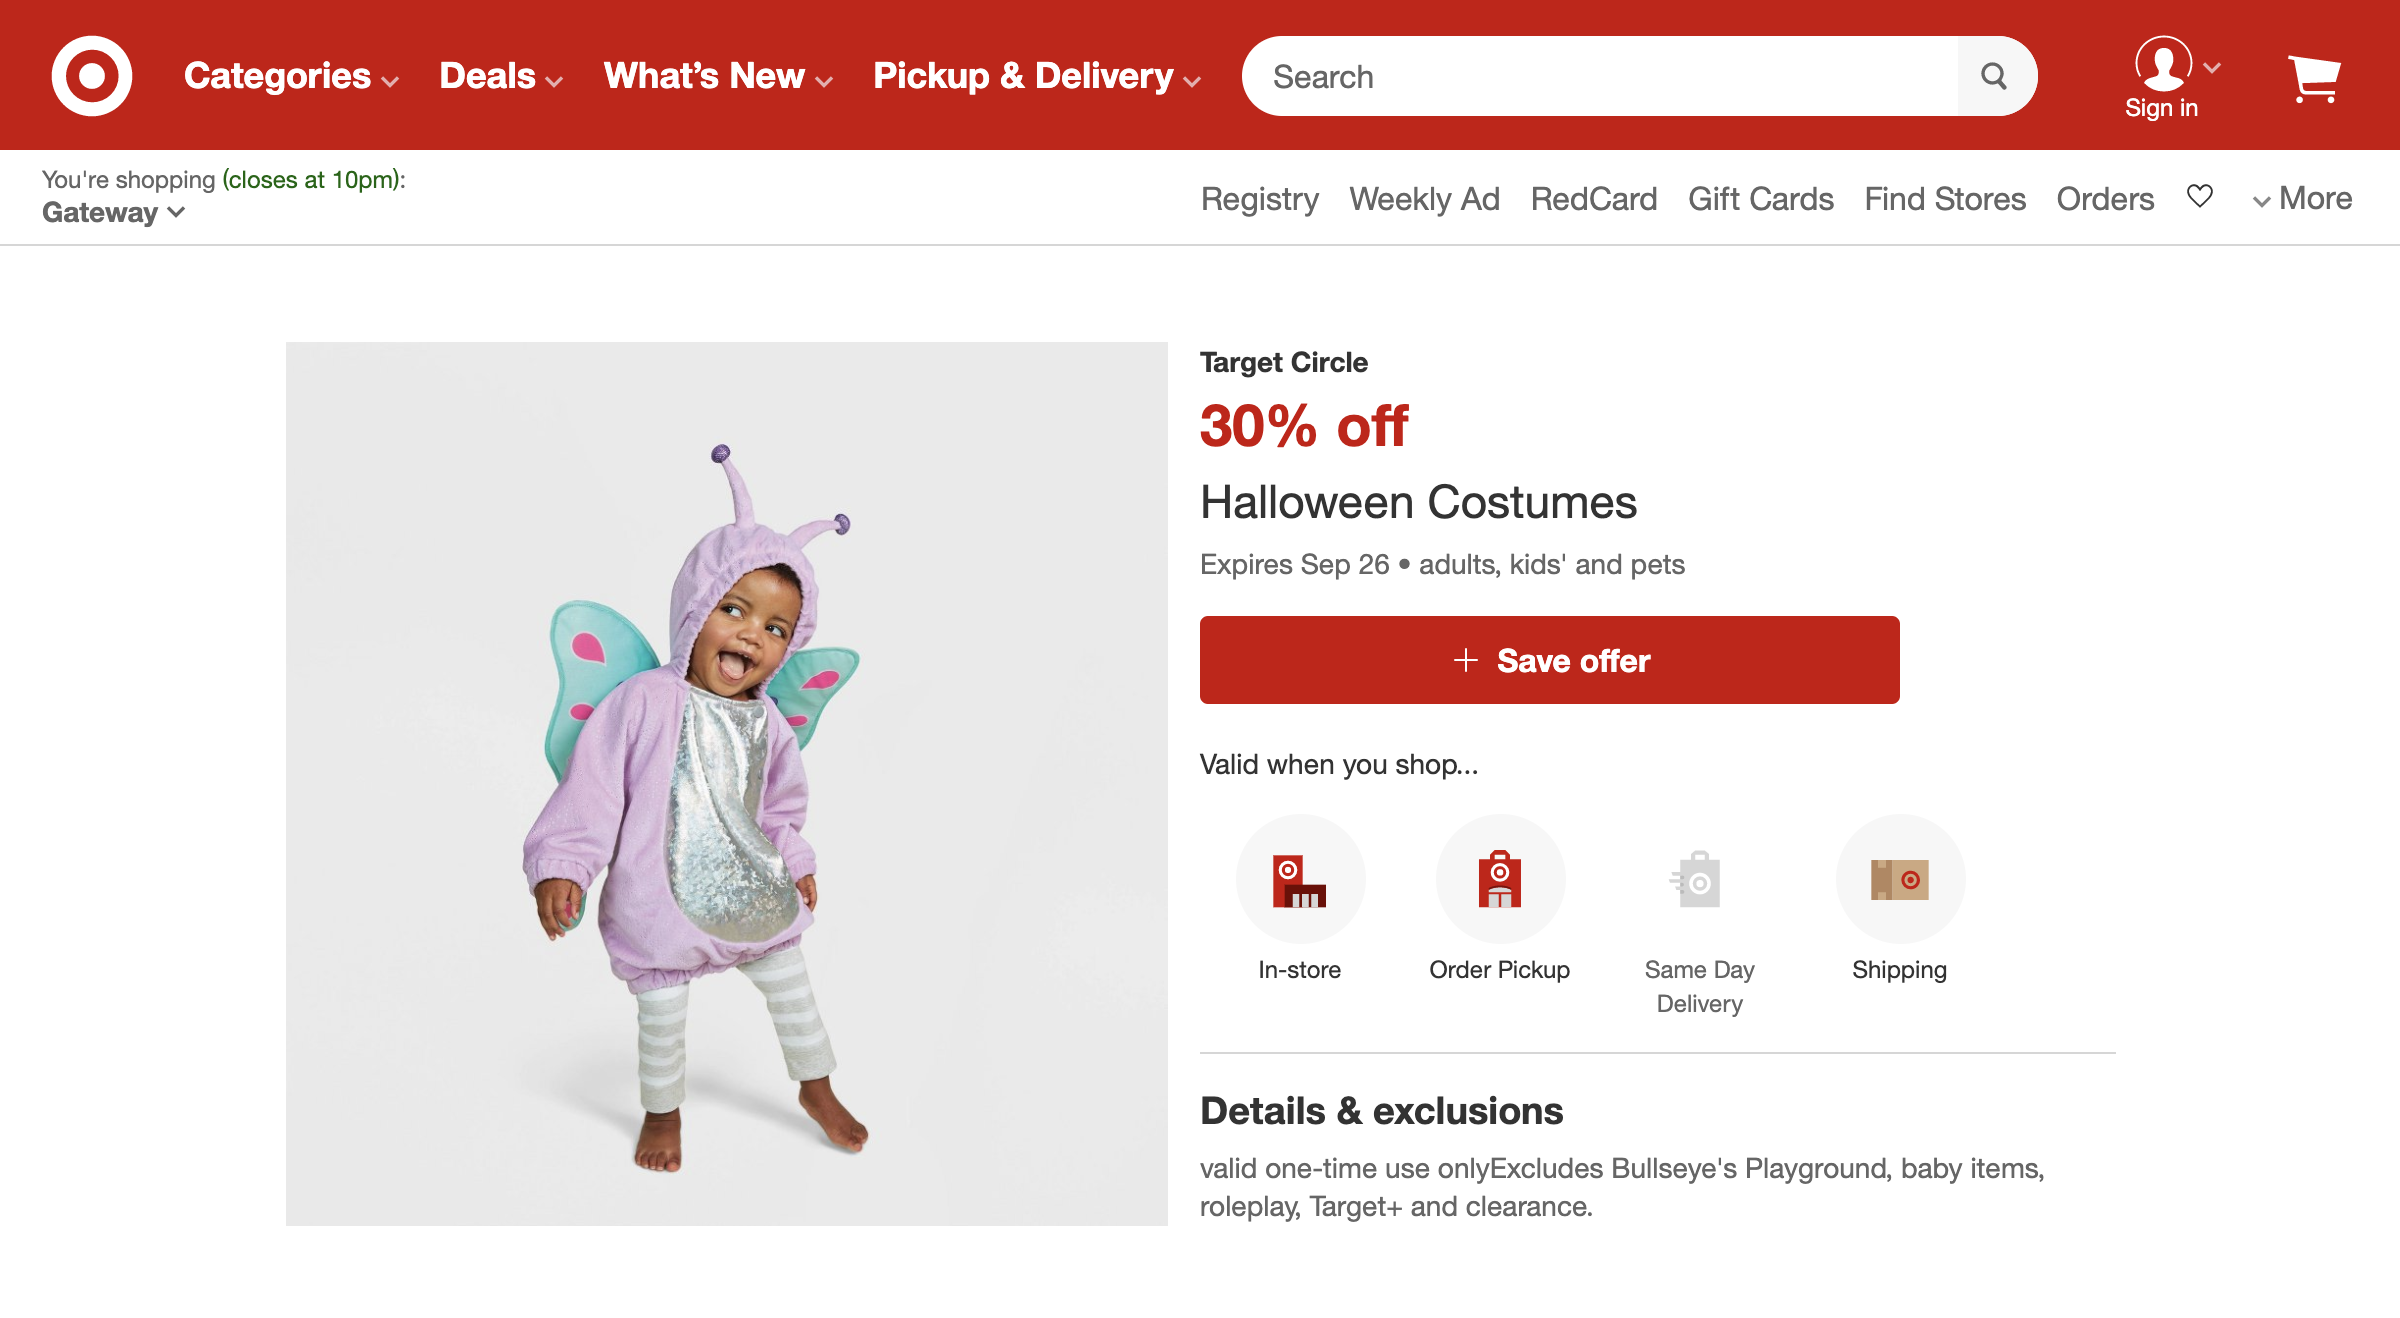 Categories
Deals
What's New
Pickup & Delivery
Search
Sign in
You're shopping (closes at 10pm):
Gateway
Registry
Weekly Ad
RedCard
Gift Cards
Find Stores
Orders
More
Target Circle
30% off
Halloween Costumes
Expires Sep 26 • adults, kids' and pets
+ Save offer
Valid when you shop...
In-store
Order Pickup
Same Day
Delivery
Shipping
Details & exclusions
valid one-time use onlyExcludes Bullseye's Playground, baby items,
roleplay, Target+ and clearance.